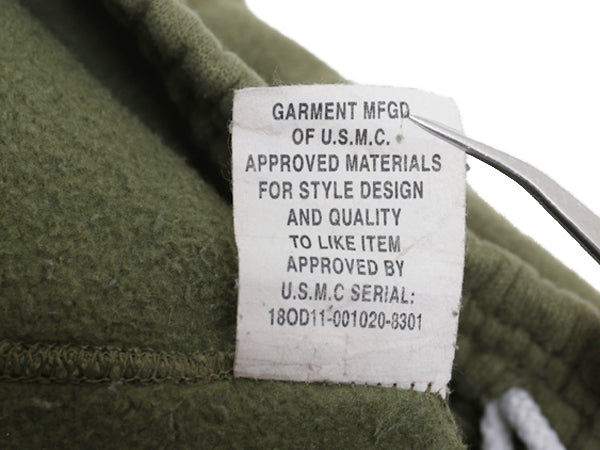 GARMENT MFGD
OF U.S.M.C.
APPROVED MATERIALS
FOR STYLE DESIGN
AND QUALITY
TO LIKE ITEM
APPROVED BY
U.S.M.C SERIAL:
18OD11-001020-8301